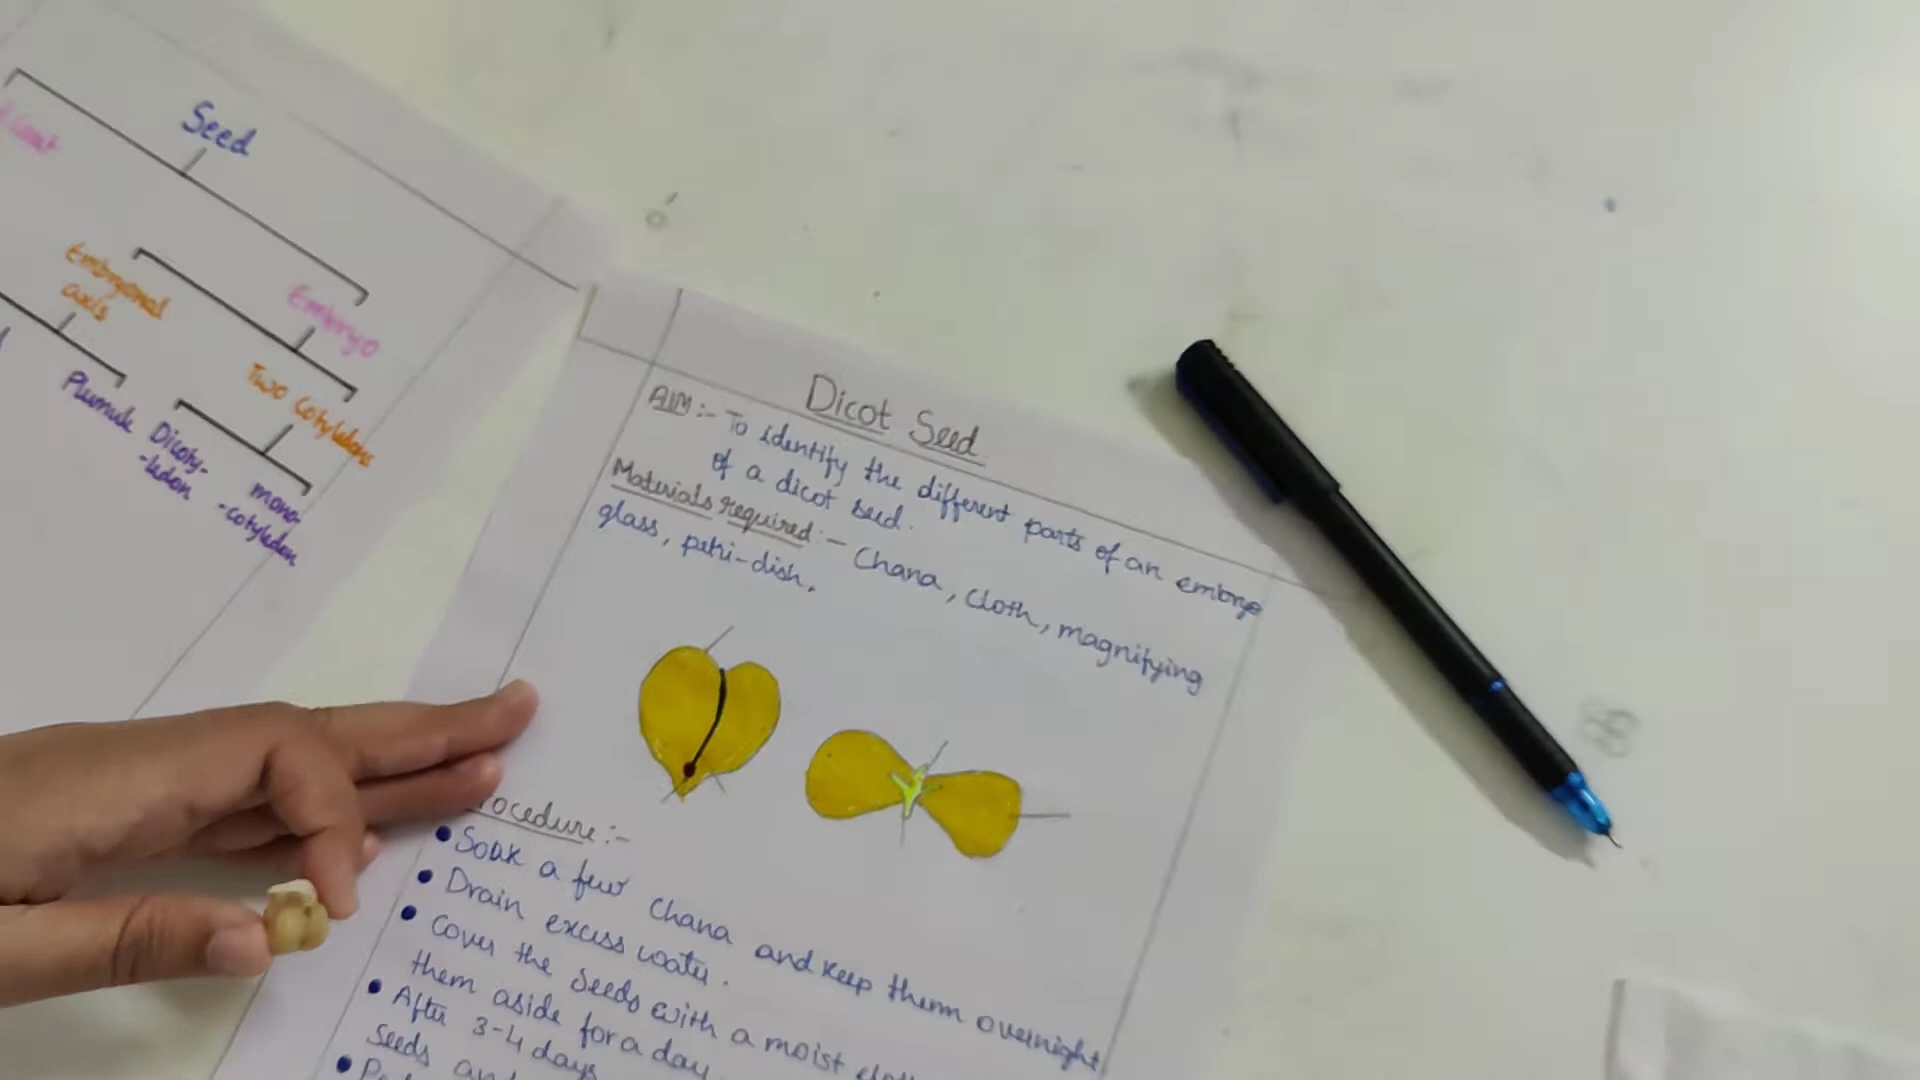 Seed
Embryo
Embryonal
axis
Two Cotyledons
Plumule
Dicoty-
-ledon
mono-
-cotyledon
Dicot Seed
AIM:- To identify the different parts of an embryo
of a dicot seed.
Materials required:- Chana, cloth, magnifying
glass, petri-dish.
Procedure:-
• Soak a few Chana and keep them overnight
• Drain excess water.
• Cover the seeds with a moist cloth
them aside for a day
• After 3-4 days
seeds and